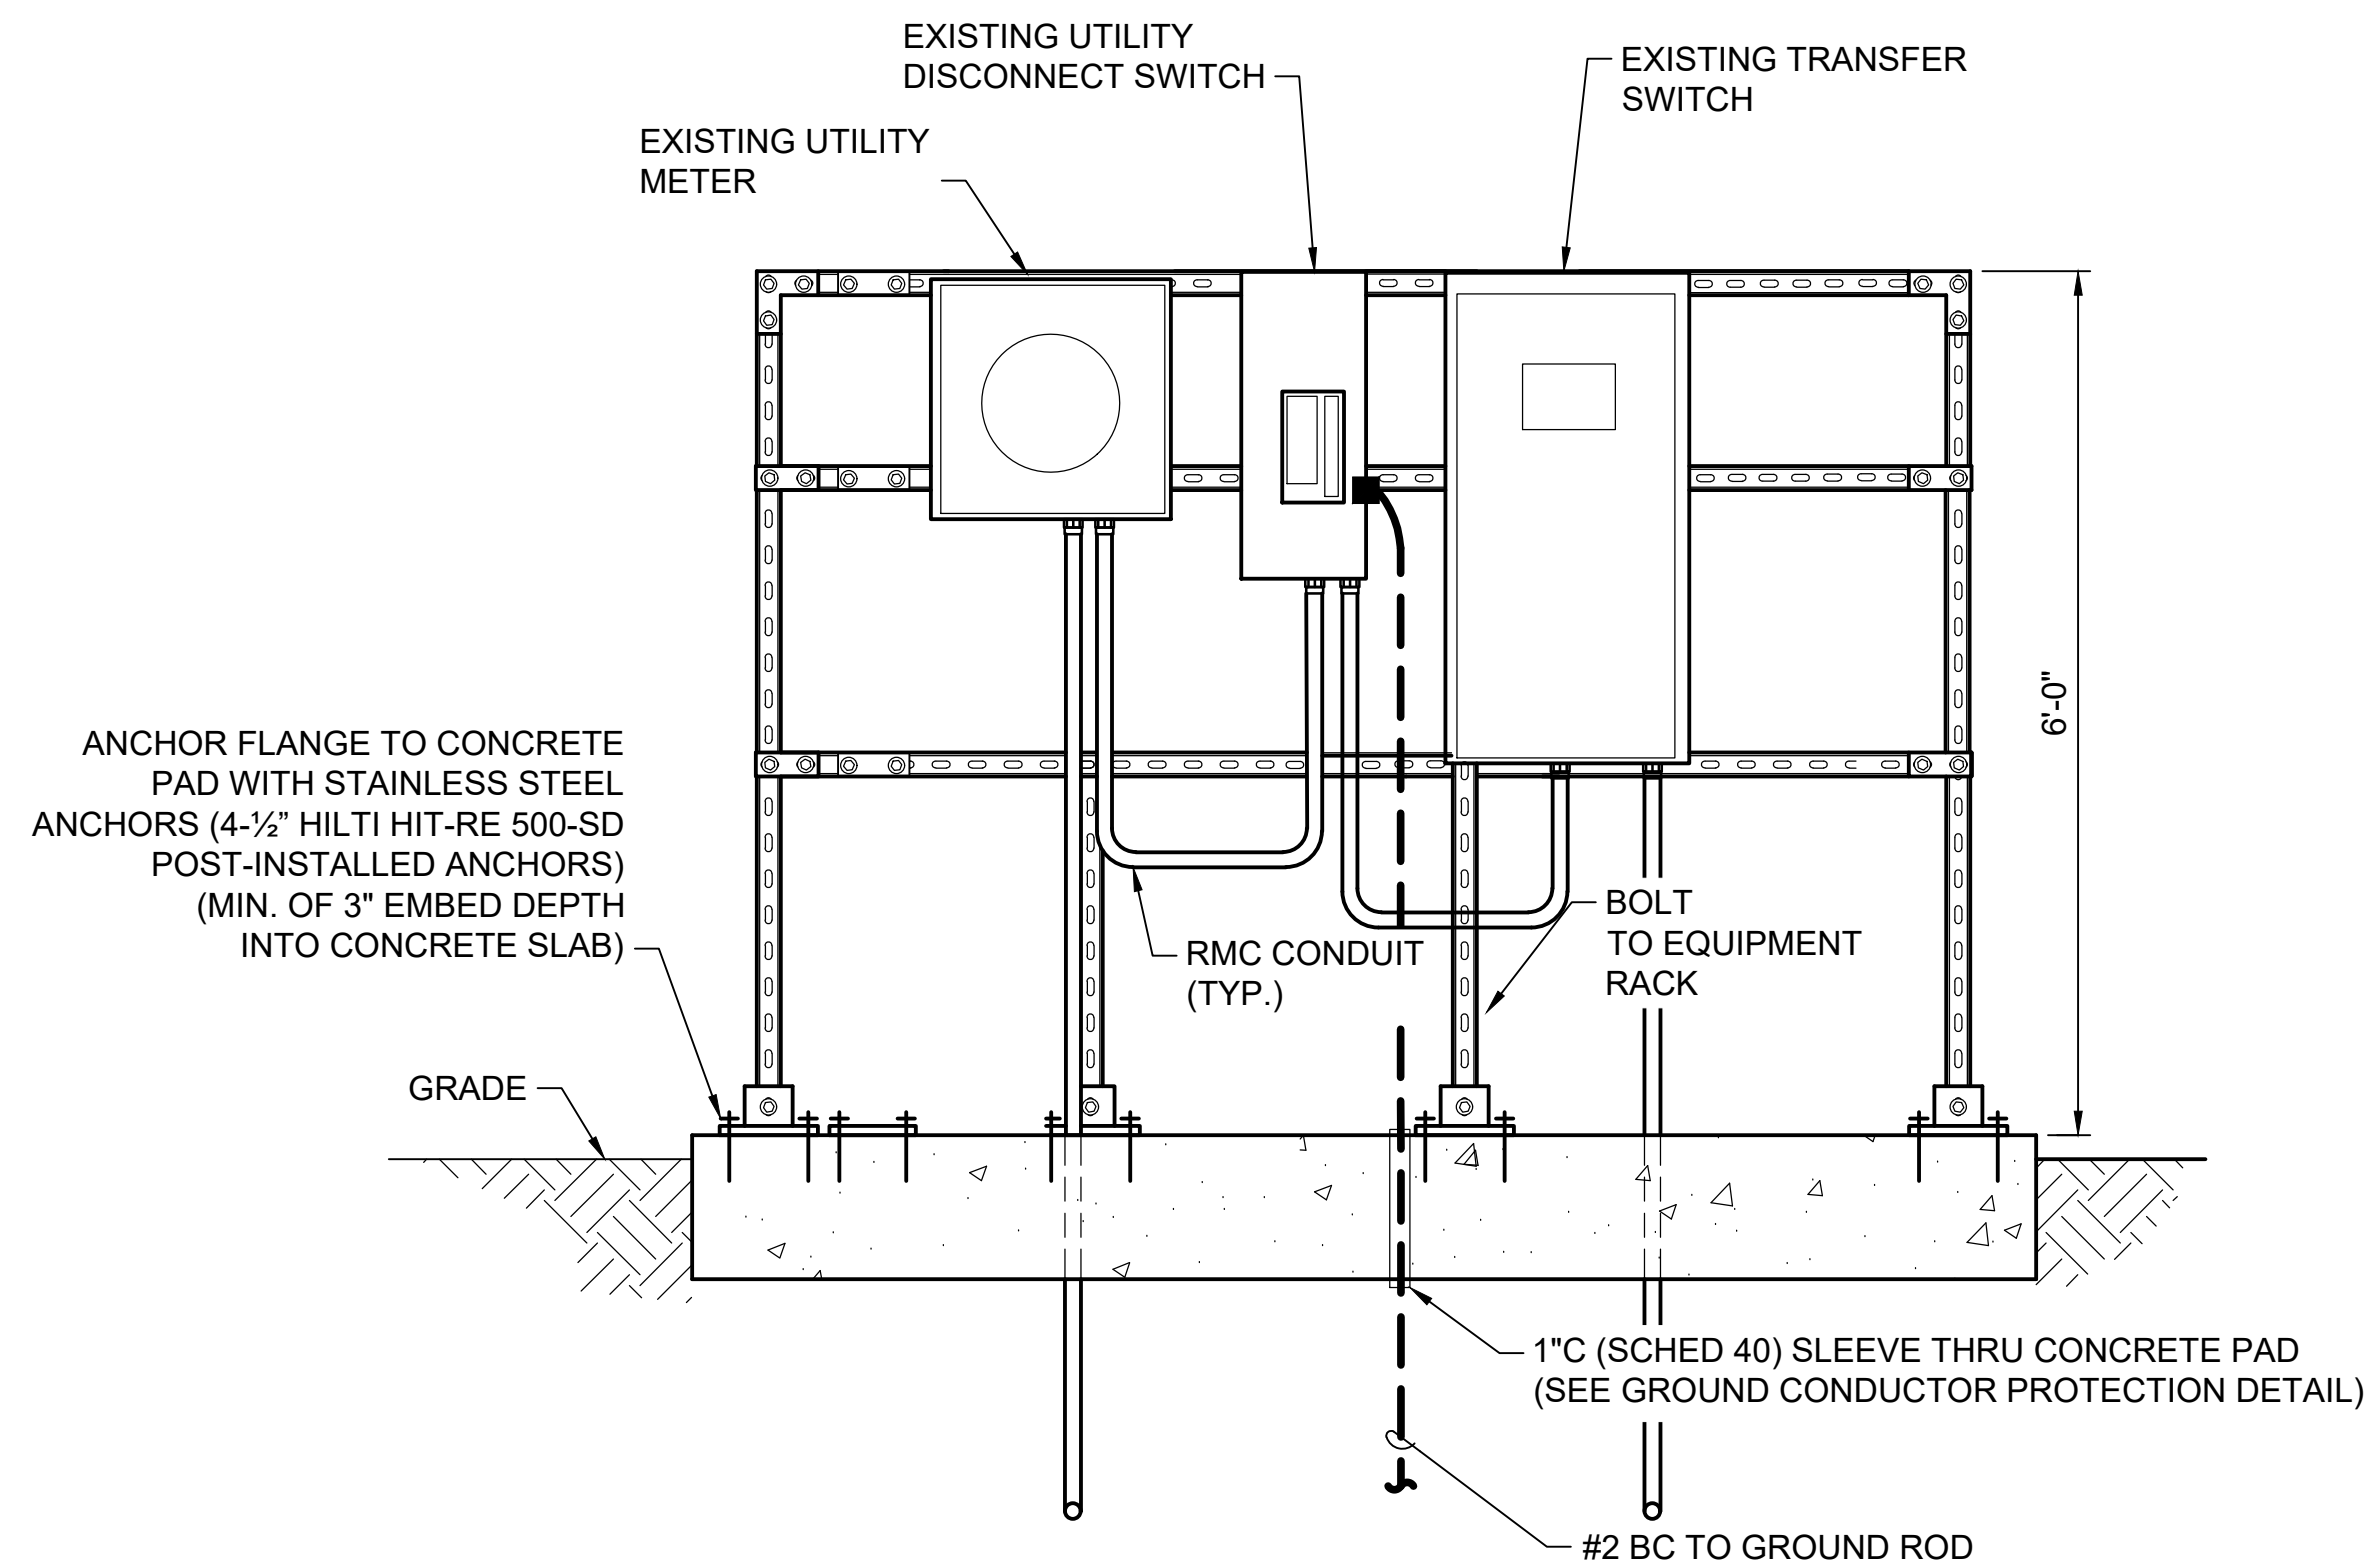 EXISTING UTILITY
DISCONNECT SWITCH
EXISTING TRANSFER
SWITCH
EXISTING UTILITY
METER
6'-0"
ANCHOR FLANGE TO CONCRETE
PAD WITH STAINLESS STEEL
ANCHORS (4-½” HILTI HIT-RE 500-SD
POST-INSTALLED ANCHORS)
(MIN. OF 3" EMBED DEPTH
INTO CONCRETE SLAB)
BOLT
TO EQUIPMENT
RACK
RMC CONDUIT
(TYP.)
GRADE
1"C (SCHED 40) SLEEVE THRU CONCRETE PAD
(SEE GROUND CONDUCTOR PROTECTION DETAIL)
#2 BC TO GROUND ROD